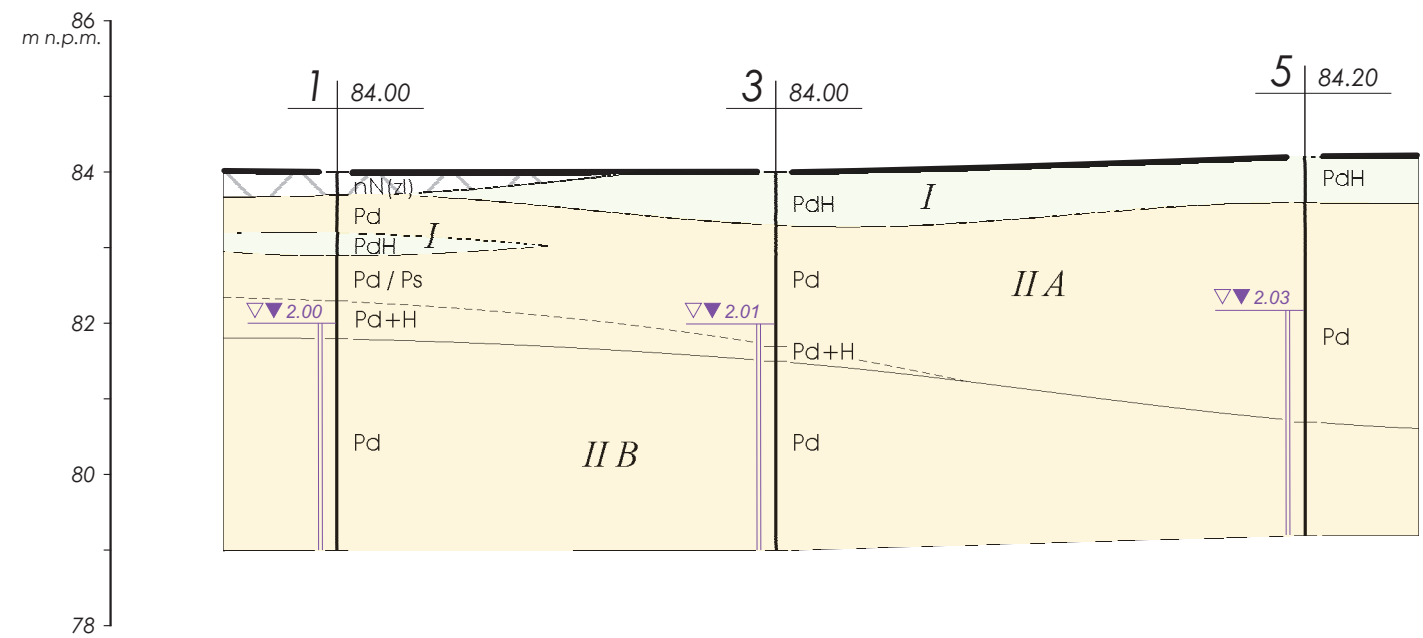 86
m n.p.m.
1 84.00
3 84.00
5 84.20
84
nN(zl)
PdH
PdH
I
Pd
I
PdH
Pd / Ps
Pd
II A
2.00
2.01
2.03
82
Pd+H
Pd+H
Pd
Pd
II B
Pd
80
78